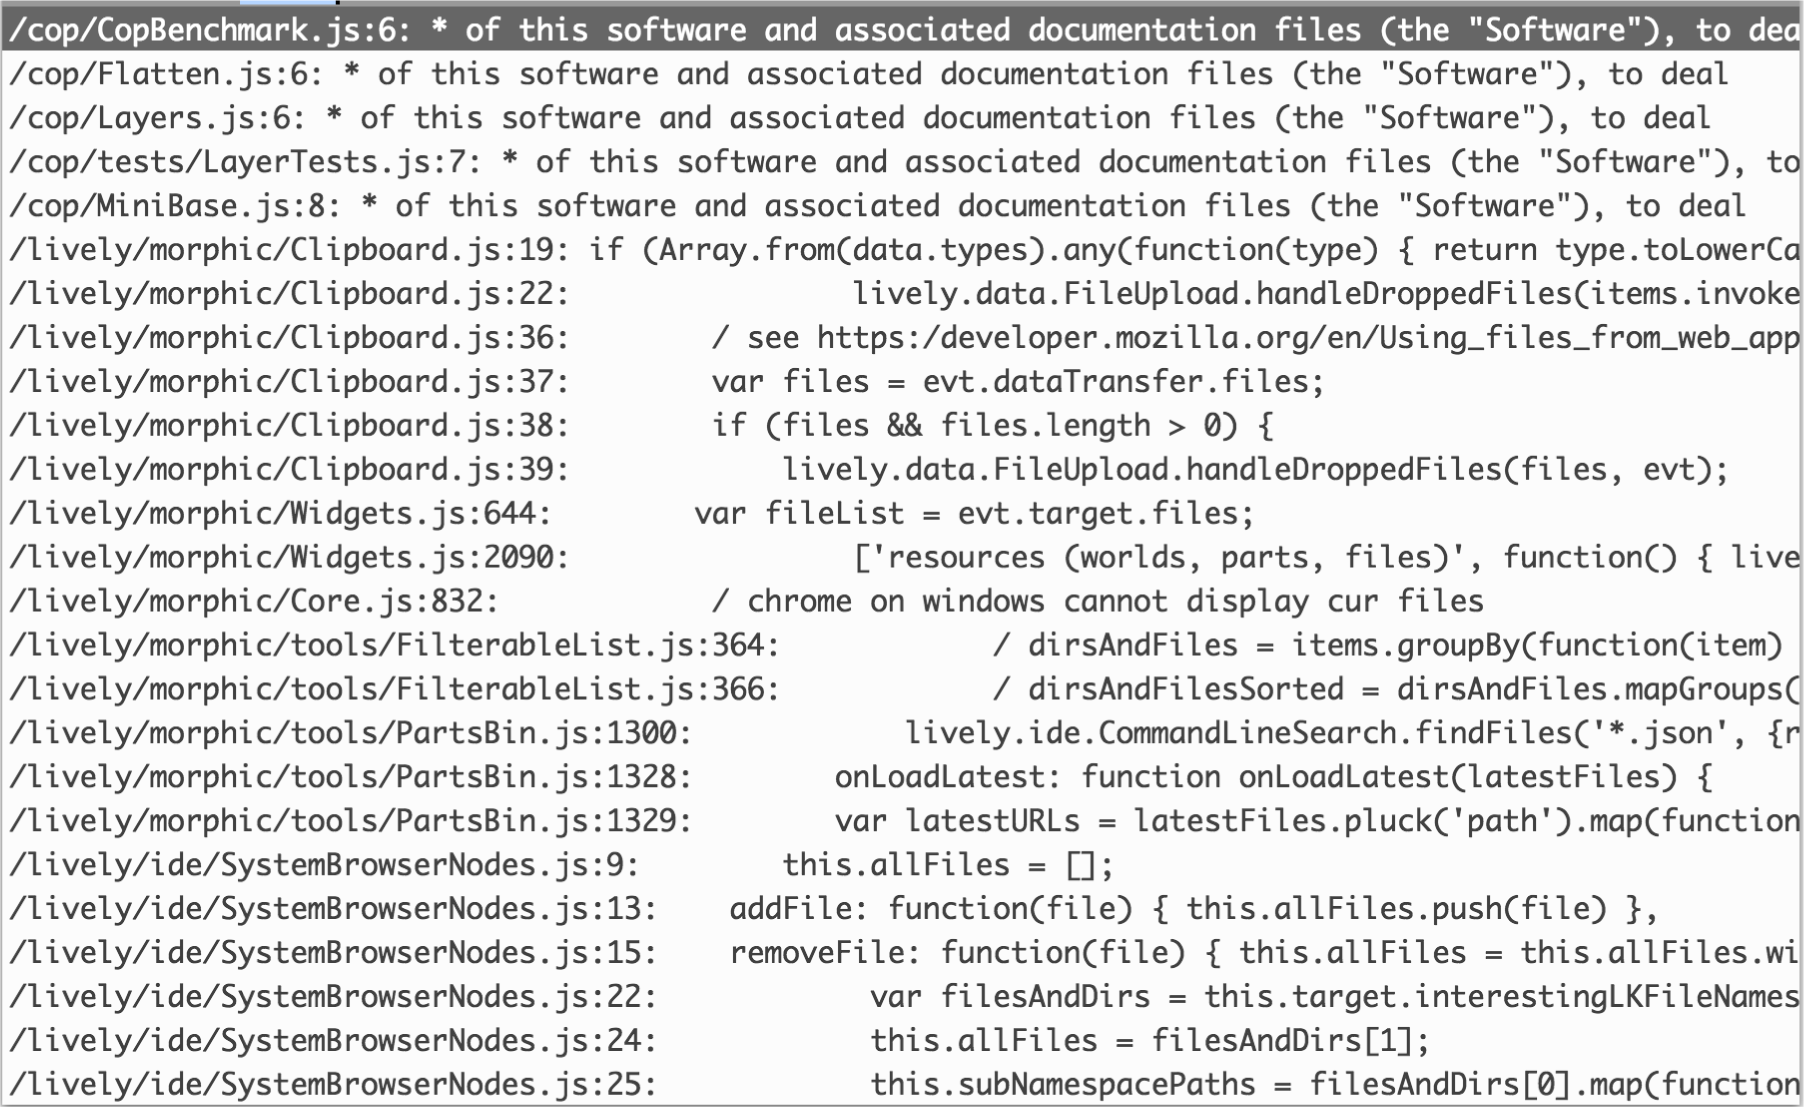 /cop/CopBenchmark.js:6: * of this software and associated documentation files (the "Software"), to dea
/cop/Flatten.js:6: * of this software and associated documentation files (the "Software"), to deal
/cop/Layers.js:6: * of this software and associated documentation files (the "Software"), to deal
/cop/tests/LayerTests.js:7: * of this software and associated documentation files (the "Software"), to
/cop/MiniBase.js:8: * of this software and associated documentation files (the "Software"), to deal
/lively/morphic/Clipboard.js:19: if (Array.from(data.types).any(function(type) { return type.toLowerCa
/lively/morphic/Clipboard.js:22:                lively.data.FileUpload.handleDroppedFiles(items.invoke
/lively/morphic/Clipboard.js:36:        / see https:/developer.mozilla.org/en/Using_files_from_web_app
/lively/morphic/Clipboard.js:37:        var files = evt.dataTransfer.files;
/lively/morphic/Clipboard.js:38:        if (files && files.length > 0) {
/lively/morphic/Clipboard.js:39:            lively.data.FileUpload.handleDroppedFiles(files, evt);
/lively/morphic/Widgets.js:644:        var fileList = evt.target.files;
/lively/morphic/Widgets.js:2090:                ['resources (worlds, parts, files)', function() { live
/lively/morphic/Core.js:832:            / chrome on windows cannot display cur files
/lively/morphic/tools/FilterableList.js:364:            / dirsAndFiles = items.groupBy(function(item)
/lively/morphic/tools/FilterableList.js:366:            / dirsAndFilesSorted = dirsAndFiles.mapGroups(
/lively/morphic/tools/PartsBin.js:1300:            lively.ide.CommandLineSearch.findFiles('*.json', {r
/lively/morphic/tools/PartsBin.js:1328:        onLoadLatest: function onLoadLatest(latestFiles) {
/lively/morphic/tools/PartsBin.js:1329:        var latestURLs = latestFiles.pluck('path').map(function
/lively/ide/SystemBrowserNodes.js:9:        this.allFiles = [];
/lively/ide/SystemBrowserNodes.js:13:    addFile: function(file) { this.allFiles.push(file) },
/lively/ide/SystemBrowserNodes.js:15:    removeFile: function(file) { this.allFiles = this.allFiles.wi
/lively/ide/SystemBrowserNodes.js:22:            var filesAndDirs = this.target.interestingLKFileNames
/lively/ide/SystemBrowserNodes.js:24:            this.allFiles = filesAndDirs[1];
/lively/ide/SystemBrowserNodes.js:25:            this.subNamespacePaths = filesAndDirs[0].map(function